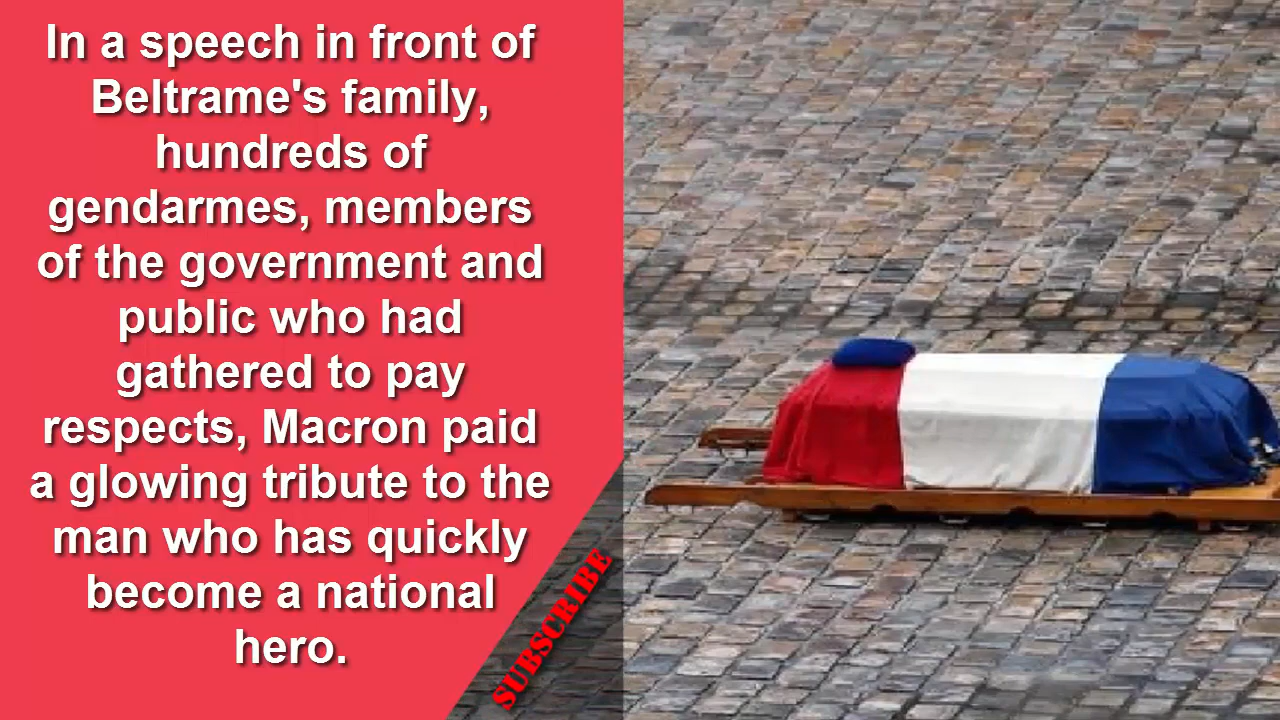 In a speech in front of
Beltrame's family,
hundreds of
gendarmes, members
of the government and
public who had
gathered to pay
respects, Macron paid
a glowing tribute to the
man who has quickly
become a national
hero.
SUBSCRIBE